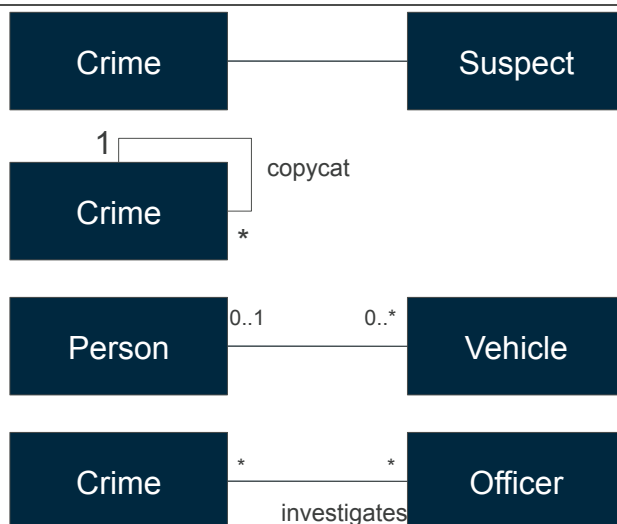 Crime Suspect
1
copycat
Crime
*
0..1 0..*
Person Vehicle
* *
Crime Officer
investigates